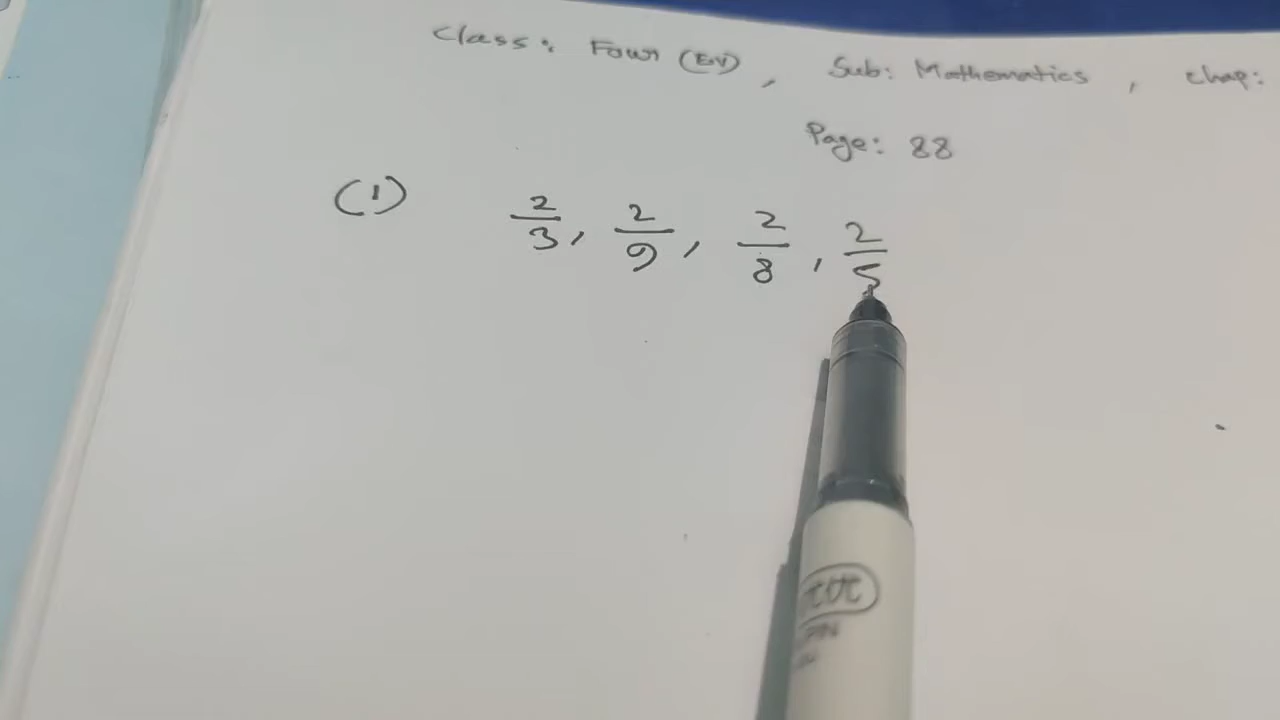 Class: Four (EV), Sub: Mathematics, Chap:
Page: 88
(1) 2/3, 2/9, 2/8, 2/5